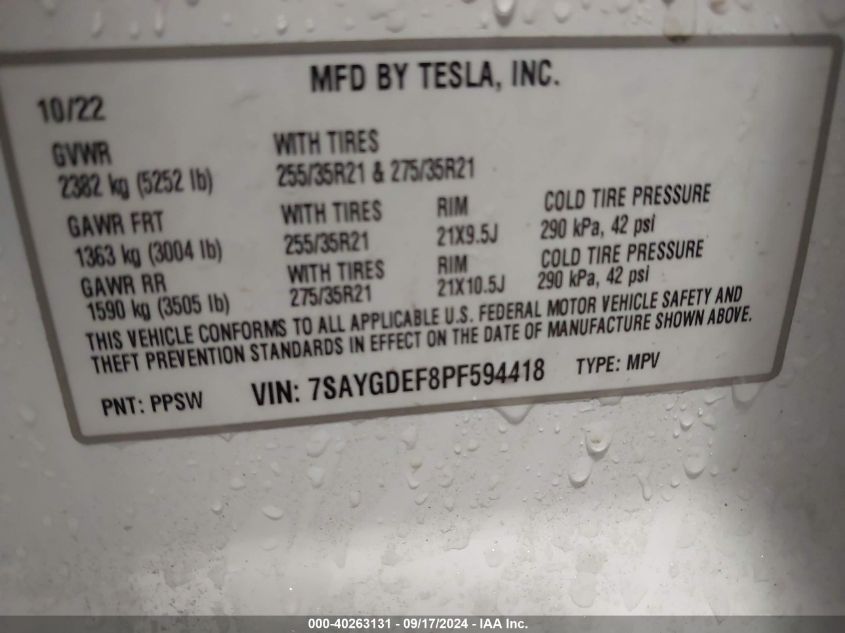 MFD BY TESLA, INC.
10/22
GVWR WITH TIRES
2382 kg (5252 lb) 255/35R21 & 275/35R21
GAWR FRT WITH TIRES RIM COLD TIRE PRESSURE
1363 kg (3004 lb) 255/35R21 21X9.5J 290 kPa, 42 psi
GAWR RR WITH TIRES RIM COLD TIRE PRESSURE
1590 kg (3505 lb) 275/35R21 21X10.5J 290 kPa, 42 psi
THIS VEHICLE CONFORMS TO ALL APPLICABLE U.S. FEDERAL MOTOR VEHICLE SAFETY AND
THEFT PREVENTION STANDARDS IN EFFECT ON THE DATE OF MANUFACTURE SHOWN ABOVE.
PNT: PPSW VIN: 7SAYGDEF8PF594418 TYPE: MPV
000-40263131 - 09/17/2024 - IAA Inc.